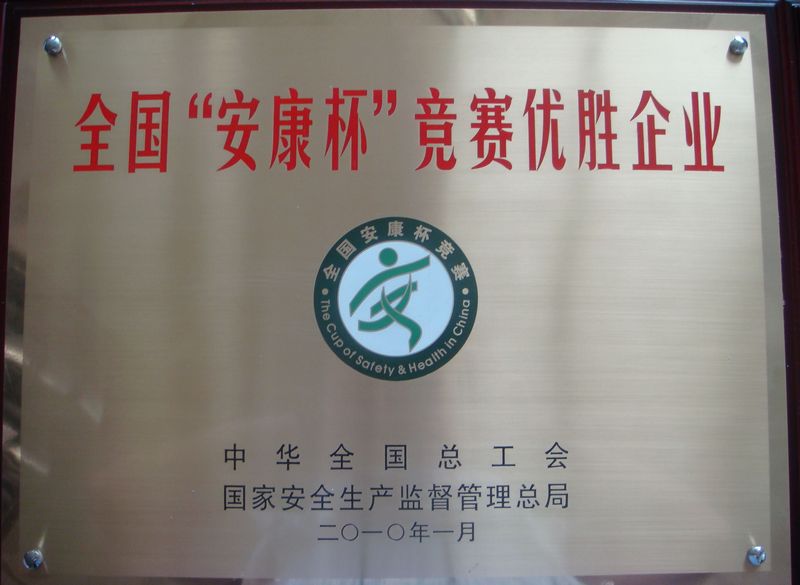 全国“安康杯”竞赛优胜企业
全国安康杯竞赛
The Cup of Safety & Health in China
中华全国总工会
国家安全生产监督管理总局
二〇一〇年一月